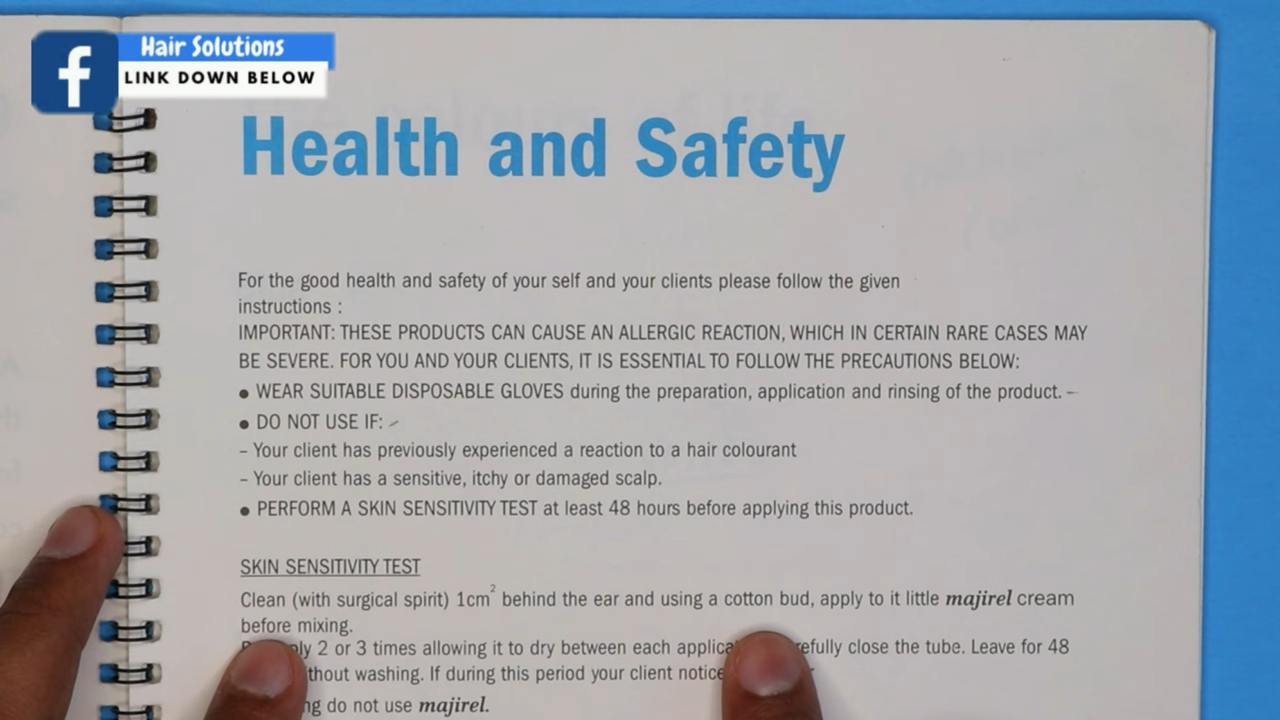 Hair Solutions
LINK DOWN BELOW
Health and Safety
For the good health and safety of your self and your clients please follow the given
instructions :
IMPORTANT: THESE PRODUCTS CAN CAUSE AN ALLERGIC REACTION, WHICH IN CERTAIN RARE CASES MAY
BE SEVERE. FOR YOU AND YOUR CLIENTS, IT IS ESSENTIAL TO FOLLOW THE PRECAUTIONS BELOW:
● WEAR SUITABLE DISPOSABLE GLOVES during the preparation, application and rinsing of the product.
● DO NOT USE IF:
– Your client has previously experienced a reaction to a hair colourant
– Your client has a sensitive, itchy or damaged scalp.
● PERFORM A SKIN SENSITIVITY TEST at least 48 hours before applying this product.
SKIN SENSITIVITY TEST
Clean (with surgical spirit) 1cm² behind the ear and using a cotton bud, apply to it little majirel cream
before mixing.
2 or 3 times allowing it to dry between each close the tube. Leave for 48
without washing. If during this period your client
do not use majirel.